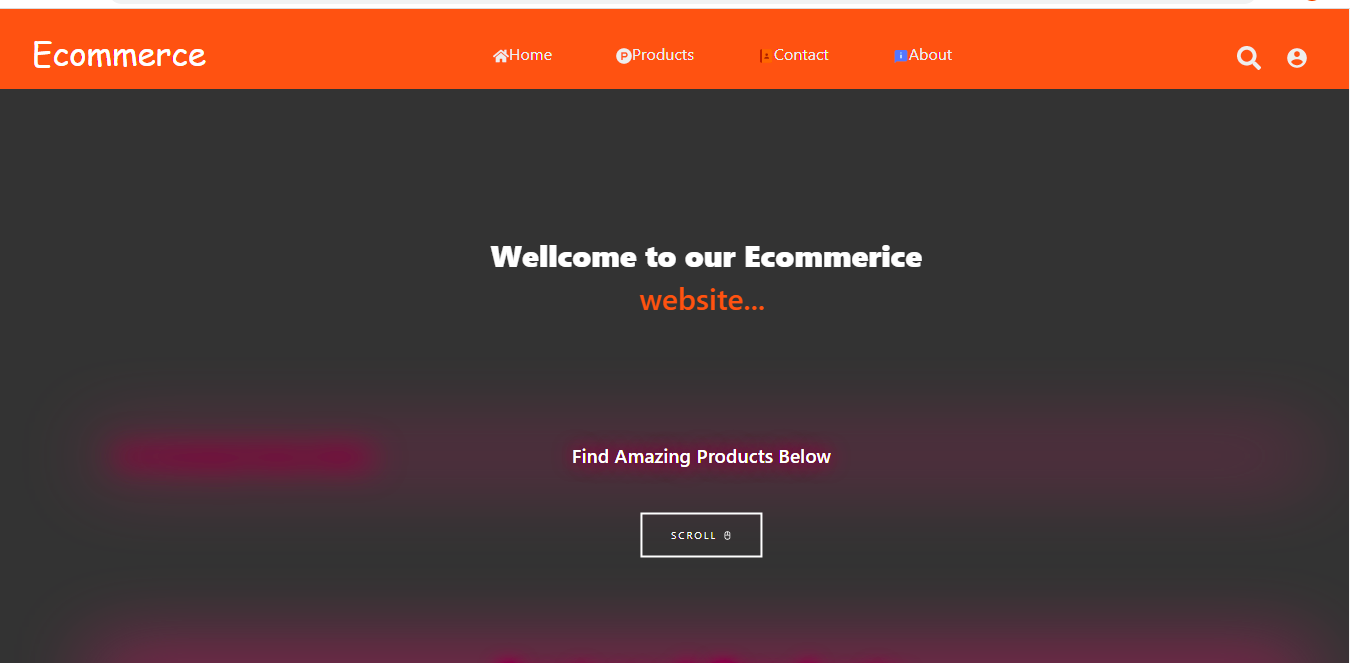 Ecommerce
Home Products Contact About
Wellcome to our Ecommerice
website...
Find Amazing Products Below
SCROLL